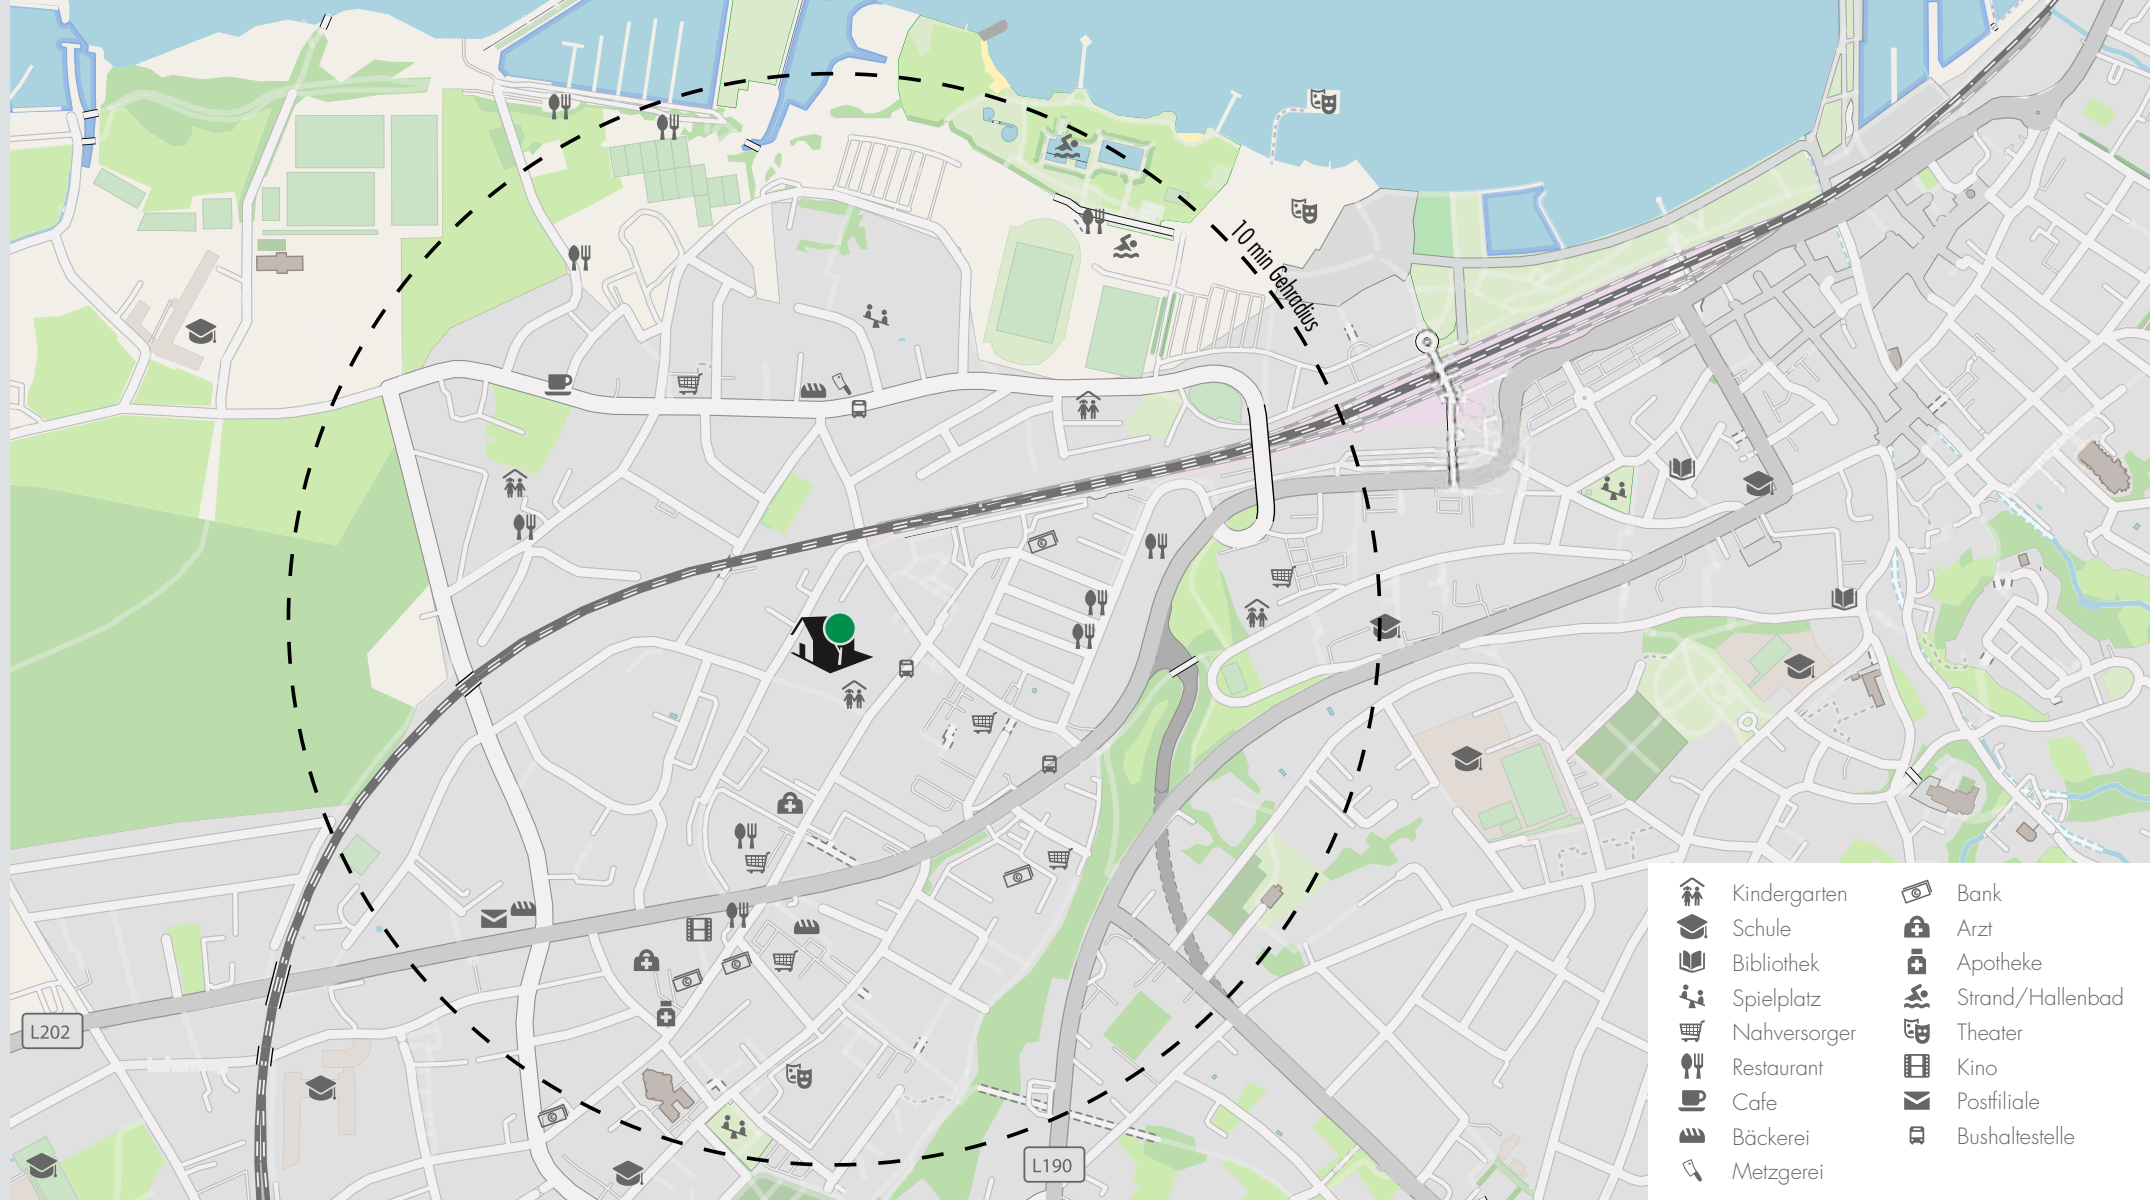 10 min Gehradius
L202
L190
Kindergarten
Schule
Bibliothek
Spielplatz
Nahversorger
Restaurant
Cafe
Bäckerei
Metzgerei
Bank
Arzt
Apotheke
Strand/Hallenbad
Theater
Kino
Postfiliale
Bushaltestelle